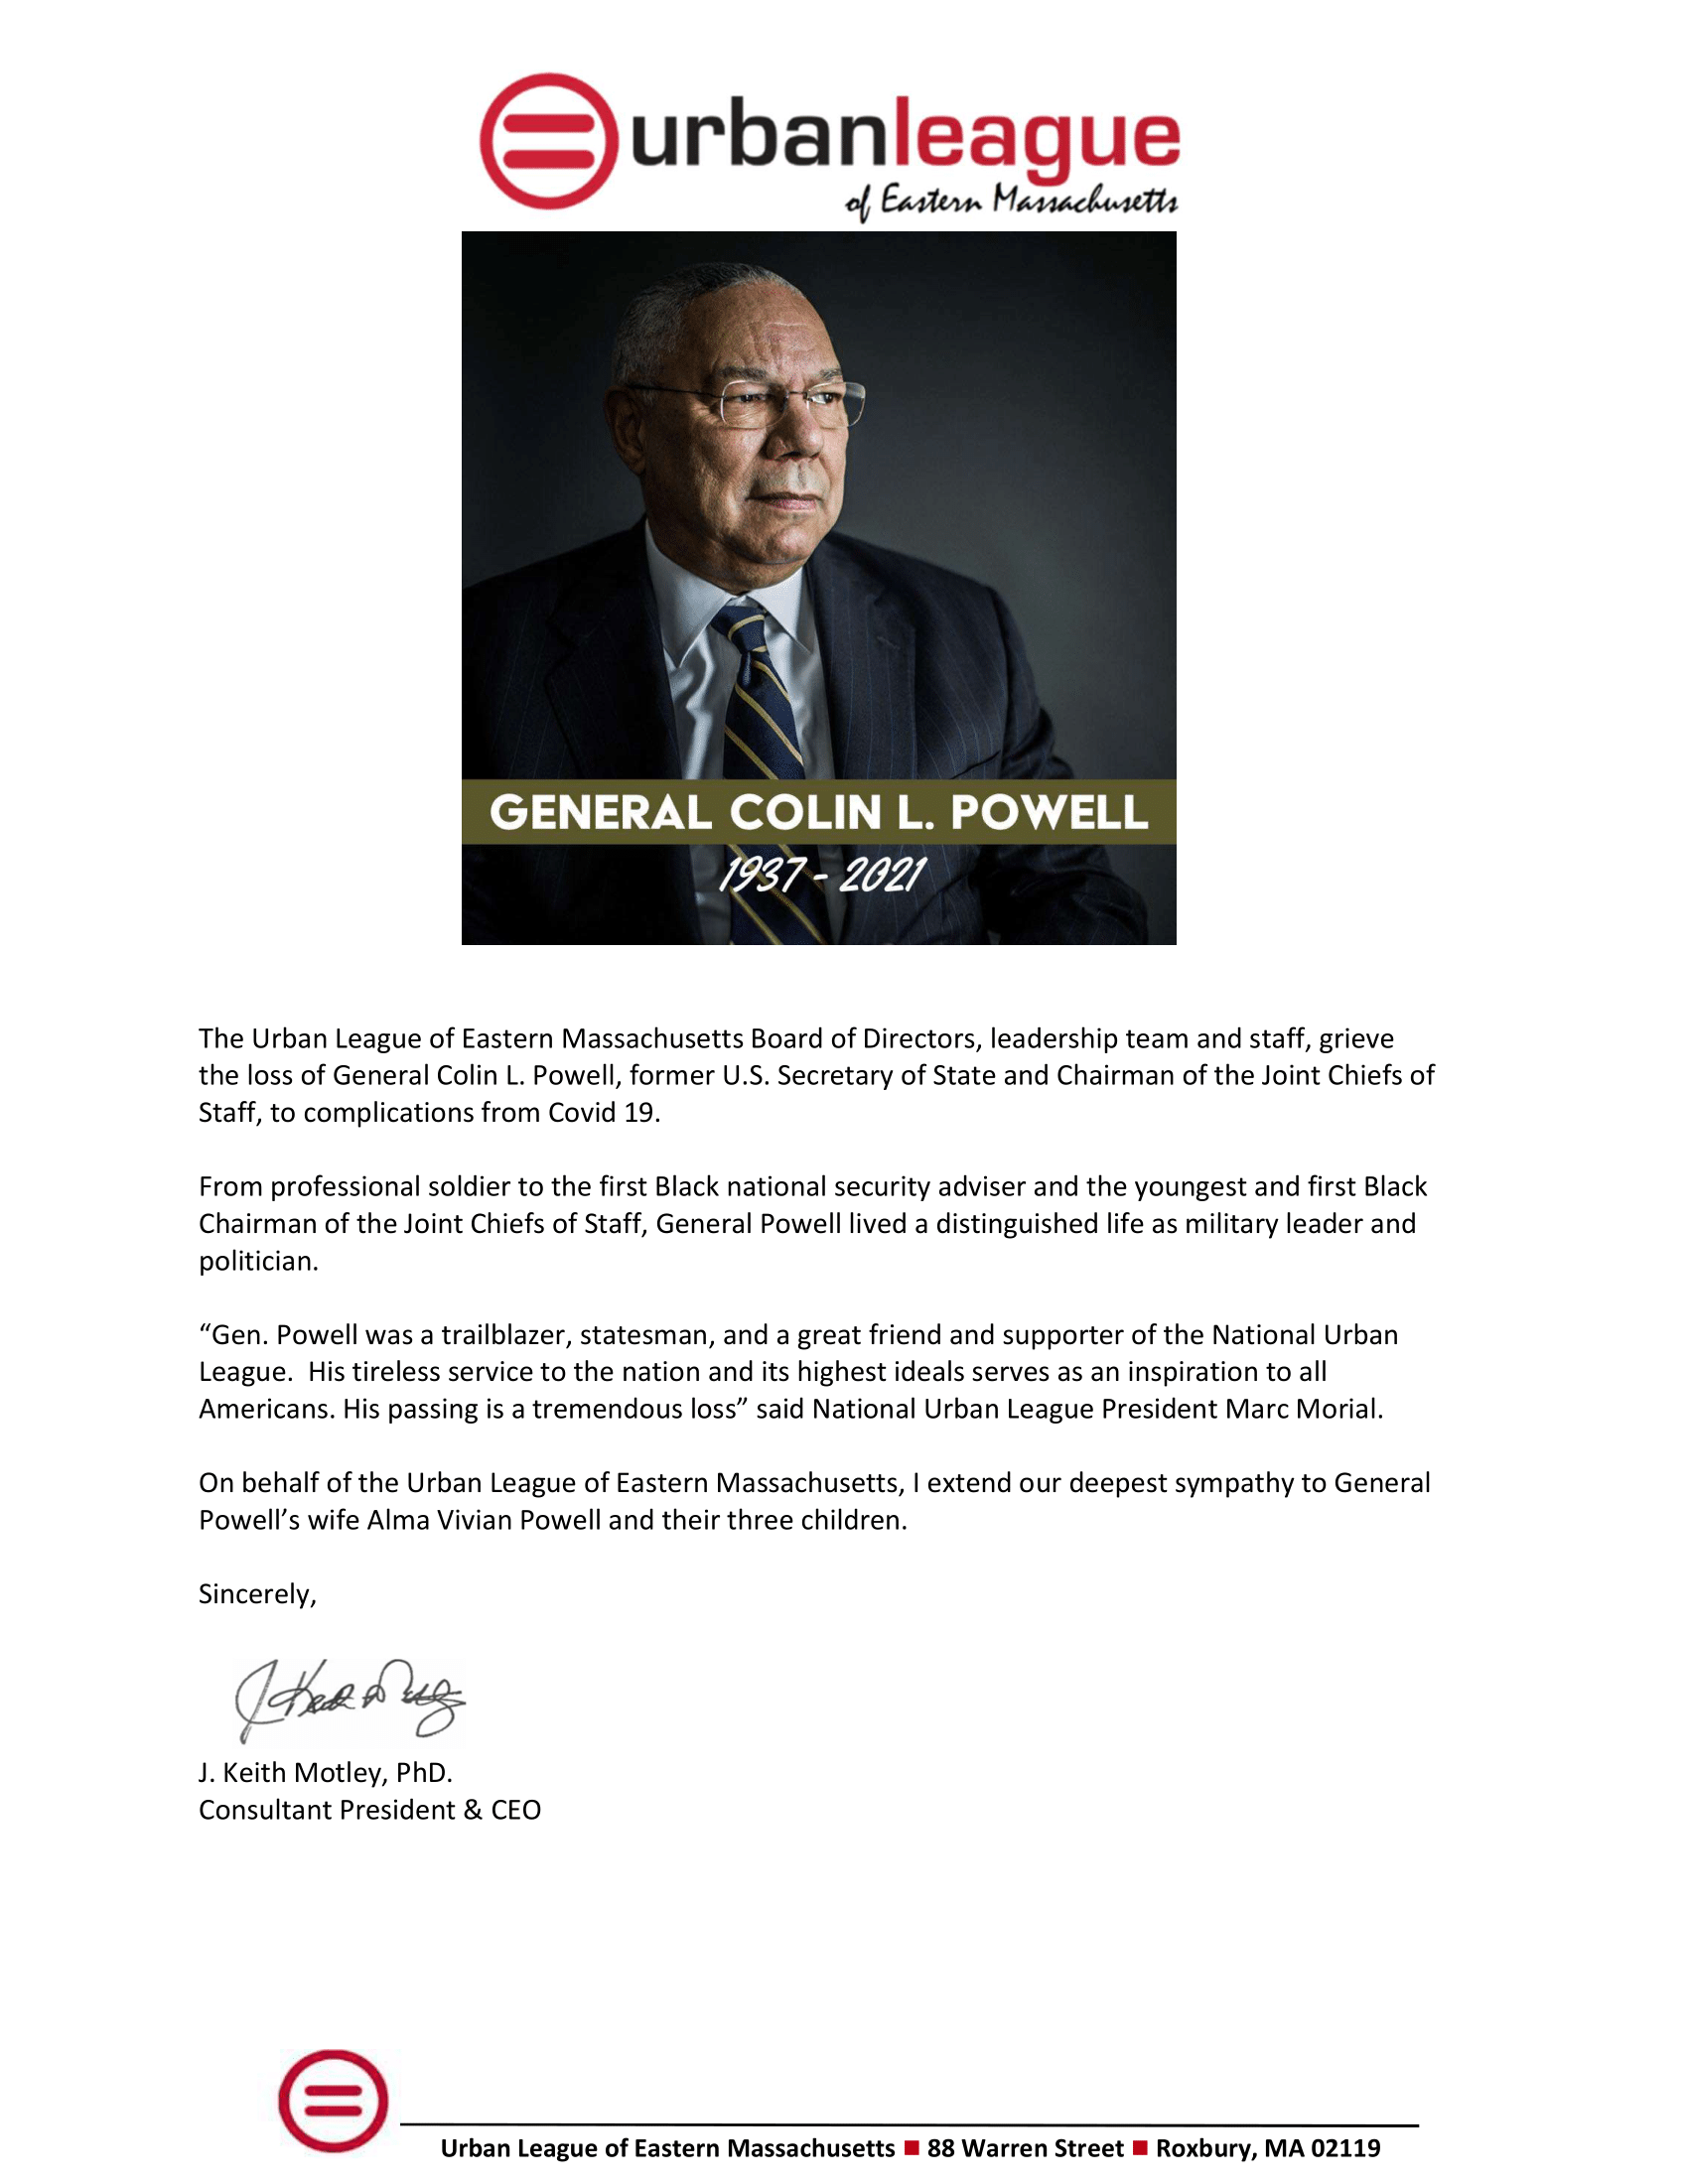 urbanleague
of Eastern Massachusetts
GENERAL COLIN L. POWELL
1937 - 2021
The Urban League of Eastern Massachusetts Board of Directors, leadership team and staff, grieve
the loss of General Colin L. Powell, former U.S. Secretary of State and Chairman of the Joint Chiefs of
Staff, to complications from Covid 19.
From professional soldier to the first Black national security adviser and the youngest and first Black
Chairman of the Joint Chiefs of Staff, General Powell lived a distinguished life as military leader and
politician.
“Gen. Powell was a trailblazer, statesman, and a great friend and supporter of the National Urban
League.  His tireless service to the nation and its highest ideals serves as an inspiration to all
Americans. His passing is a tremendous loss” said National Urban League President Marc Morial.
On behalf of the Urban League of Eastern Massachusetts, I extend our deepest sympathy to General
Powell’s wife Alma Vivian Powell and their three children.
Sincerely,
J. Keith Motley, PhD.
Consultant President & CEO
Urban League of Eastern Massachusetts ■ 88 Warren Street ■ Roxbury, MA 02119